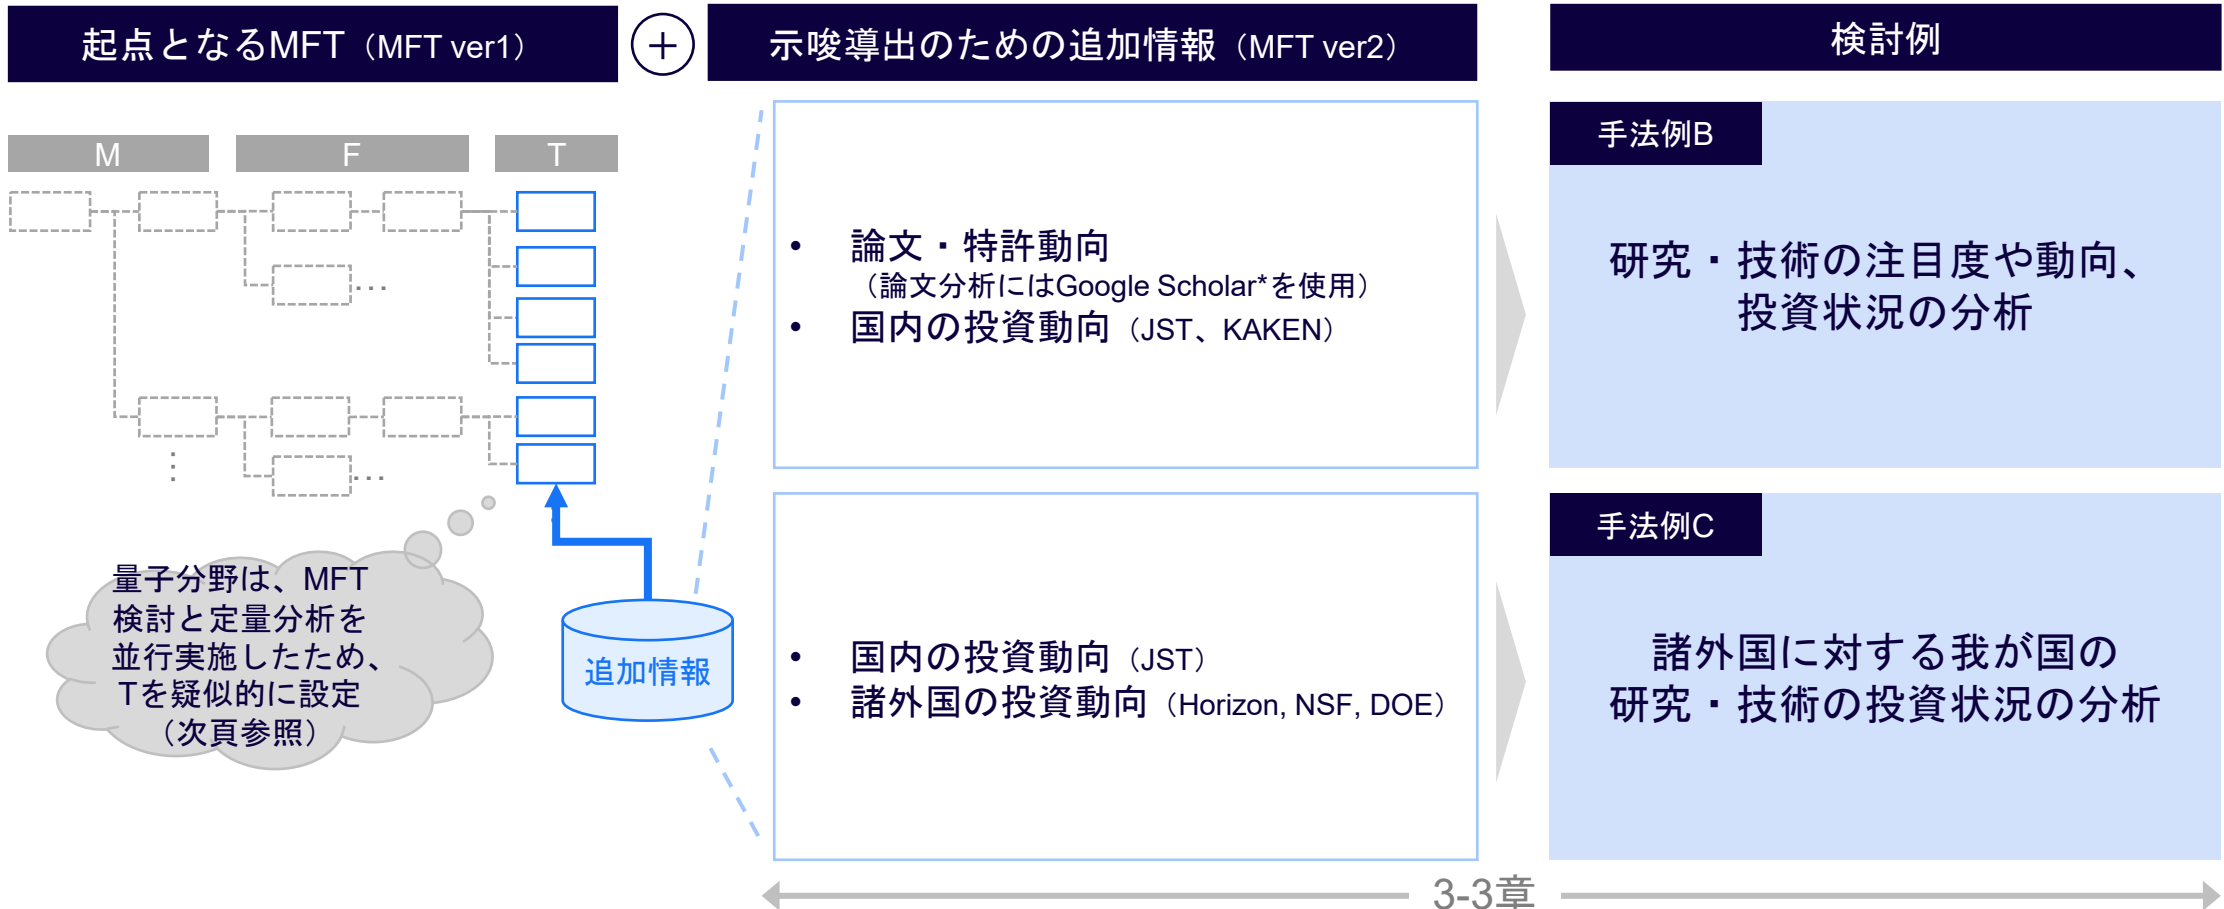 起点となるMFT（MFT ver1）
＋
示唆導出のための追加情報（MFT ver2）
検討例
M
F
T
…
⋮
…
量子分野は、MFT
検討と定量分析を
並行実施したため、
Tを疑似的に設定
（次頁参照）
追加情報
• 論文・特許動向
（論文分析にはGoogle Scholar*を使用）
• 国内の投資動向（JST、KAKEN）
手法例B
研究・技術の注目度や動向、
投資状況の分析
• 国内の投資動向（JST）
• 諸外国の投資動向（Horizon, NSF, DOE）
手法例C
諸外国に対する我が国の
研究・技術の投資状況の分析
3-3章